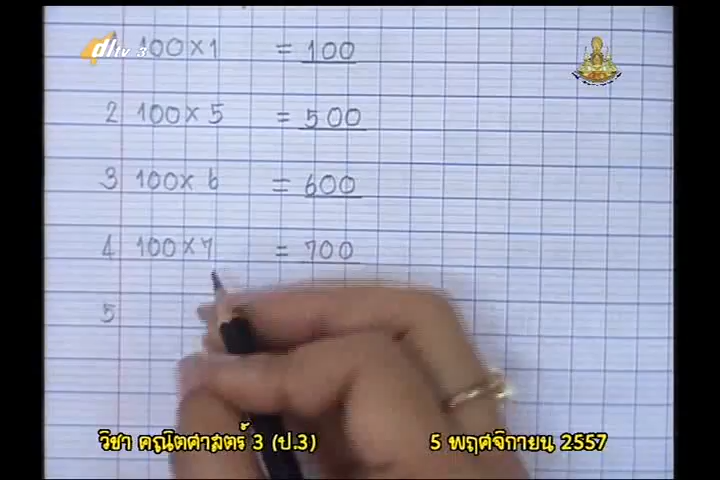 dltv 3
100×1 = 100
2 100×5 = 500
3 100×6 = 600
4 100×7 = 700
5
วิชา คณิตศาสตร์ 3 (ป.3) 5 พฤศจิกายน 2557